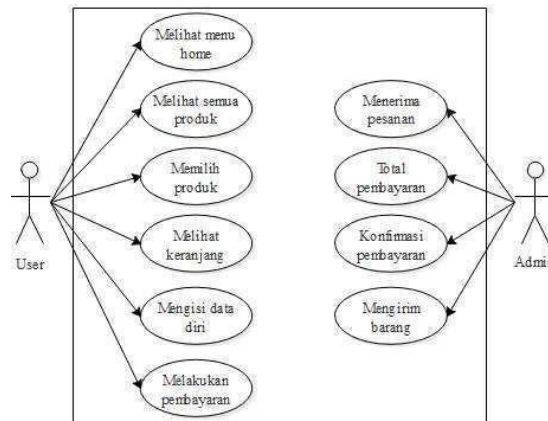 Melihat menu
home
Melihat semua
produk
Memilih
produk
Melihat
keranjang
Mengisi data
diri
Melakukan
pembayaran
User
Menerima
pesanan
Total
pembayaran
Konfirmasi
pembayaran
Mengirim
barang
Admin